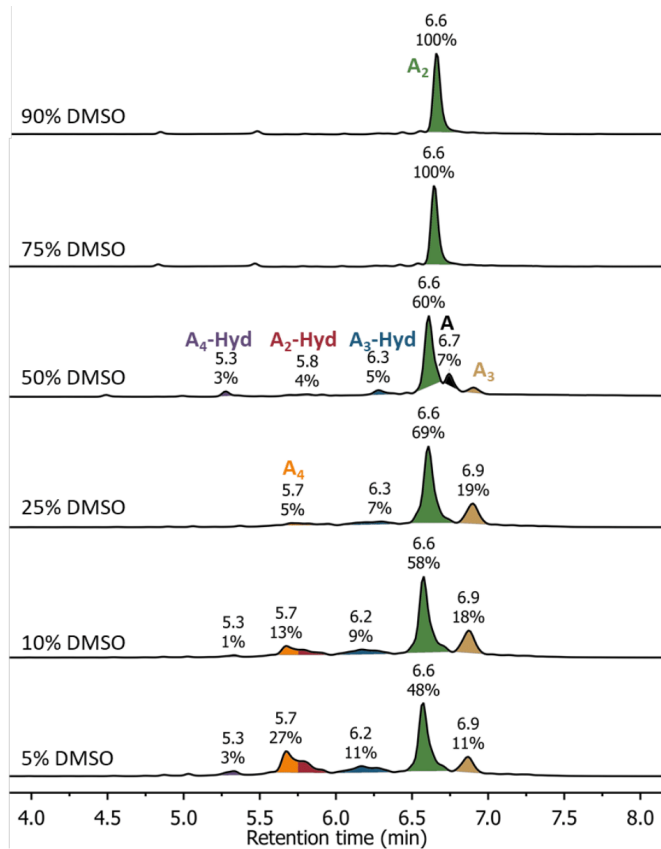 6.6
100%
A₂
90% DMSO
6.6
100%
75% DMSO
6.6
60%
A
A₄-Hyd A₂-Hyd A₃-Hyd
5.3 5.8 6.3 6.7
3% 4% 5% 7%
A₃
50% DMSO
6.6
69%
A₄
5.7 6.3 6.9
5% 7% 19%
25% DMSO
6.6
58%
5.3 5.7 6.2 6.9
1% 13% 9% 18%
10% DMSO
6.6
48%
5.3 5.7 6.2 6.9
3% 27% 11% 11%
5% DMSO
4.0 4.5 5.0 5.5 6.0 6.5 7.0 7.5 8.0
Retention time (min)